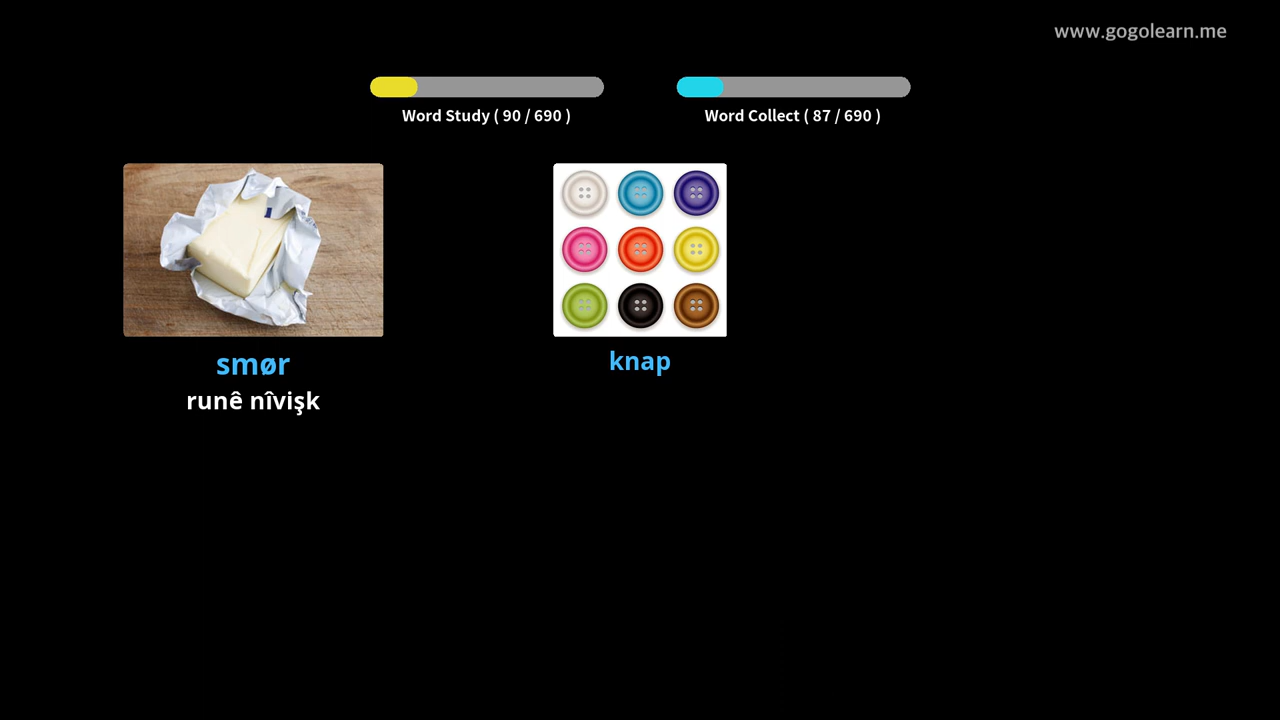 www.gogolearn.me
Word Study ( 90 / 690 )
Word Collect ( 87 / 690 )
smør
runê nîvişk
knap